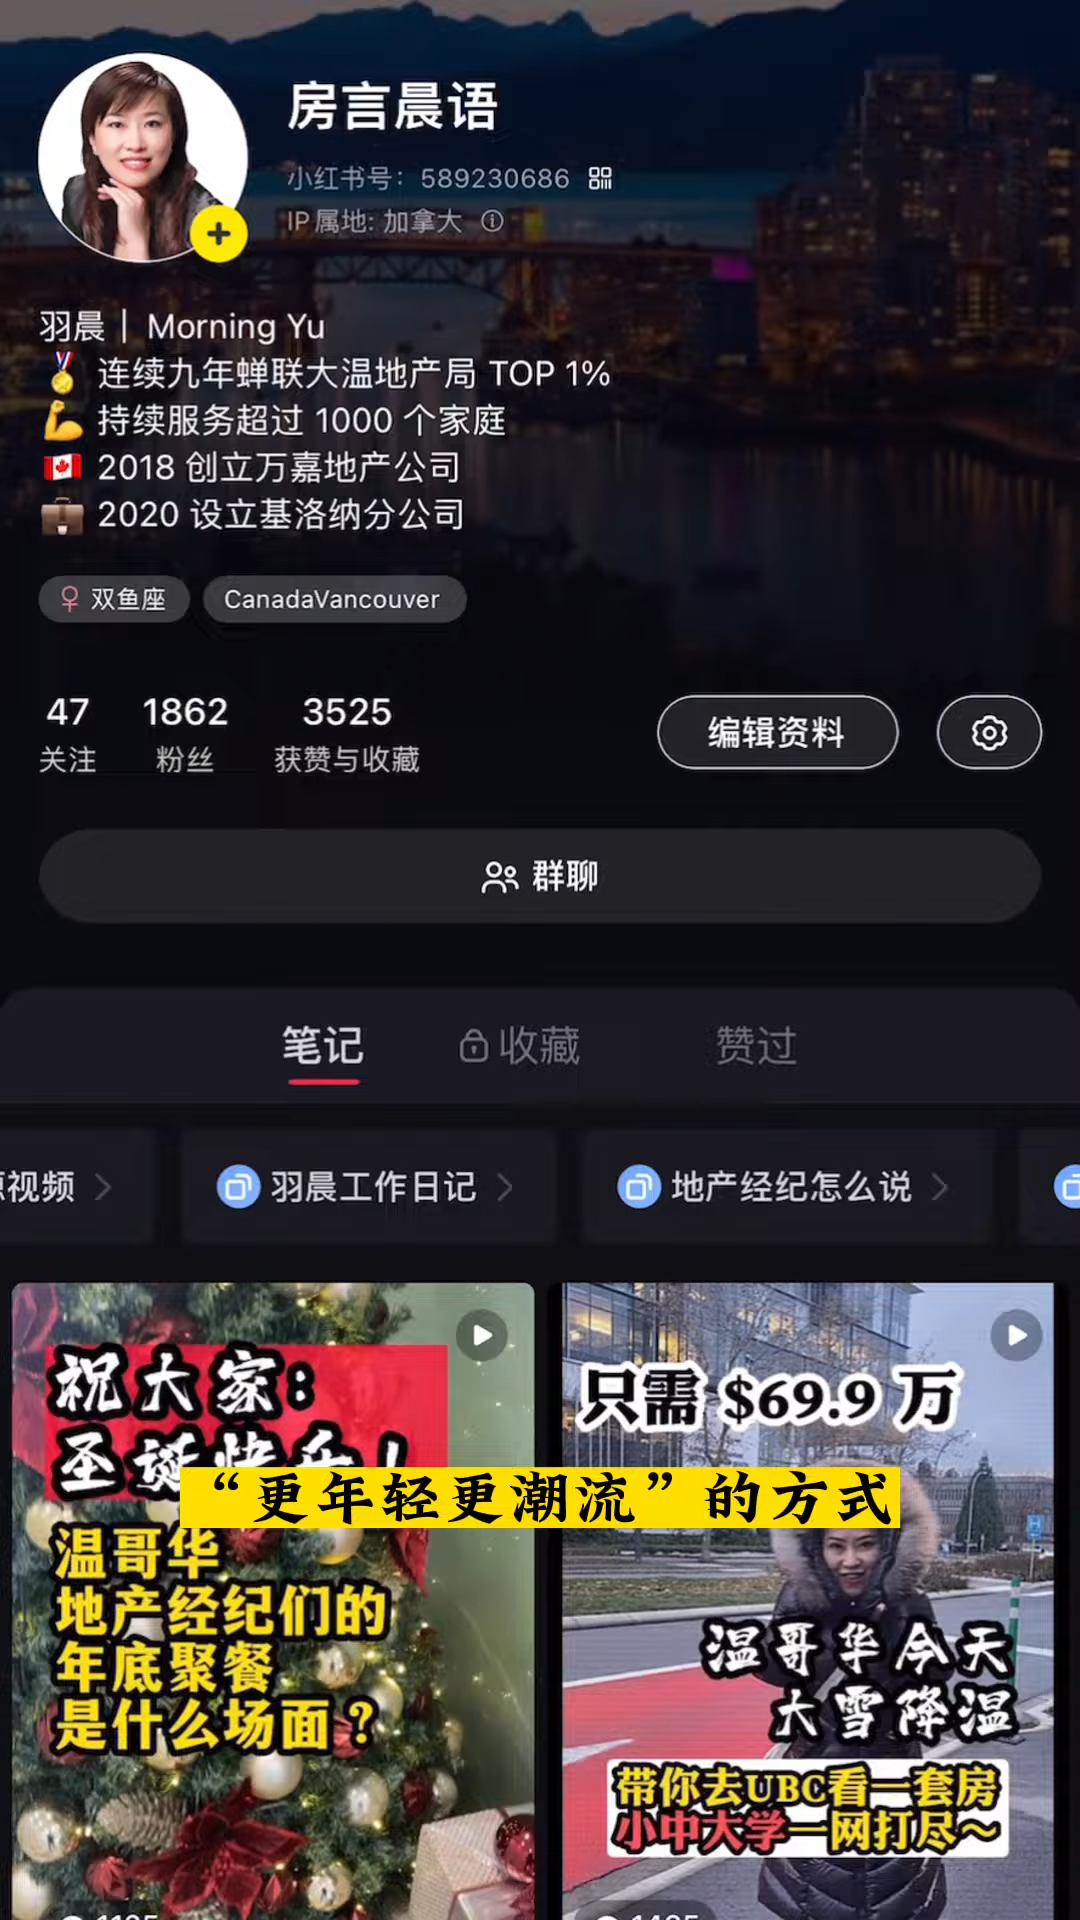 房言晨语
小红书号：589230686
IP属地：加拿大
羽晨｜ Morning Yu
连续九年蝉联大温地产局 TOP 1%
持续服务超过 1000 个家庭
2018 创立万嘉地产公司
2020 设立基洛纳分公司
双鱼座
CanadaVancouver
47
1862
3525
关注
粉丝
获赞与收藏
编辑资料
群聊
笔记
收藏
赞过
视频
羽晨工作日记
地产经纪怎么说
祝大家：
圣诞快乐！
只需 $69.9 万
“更年轻更潮流”的方式
温哥华
地产经纪们的
年底聚餐
是什么场面？
温哥华今天
大雪降温
带你去UBC看一套房
小中大学一网打尽～